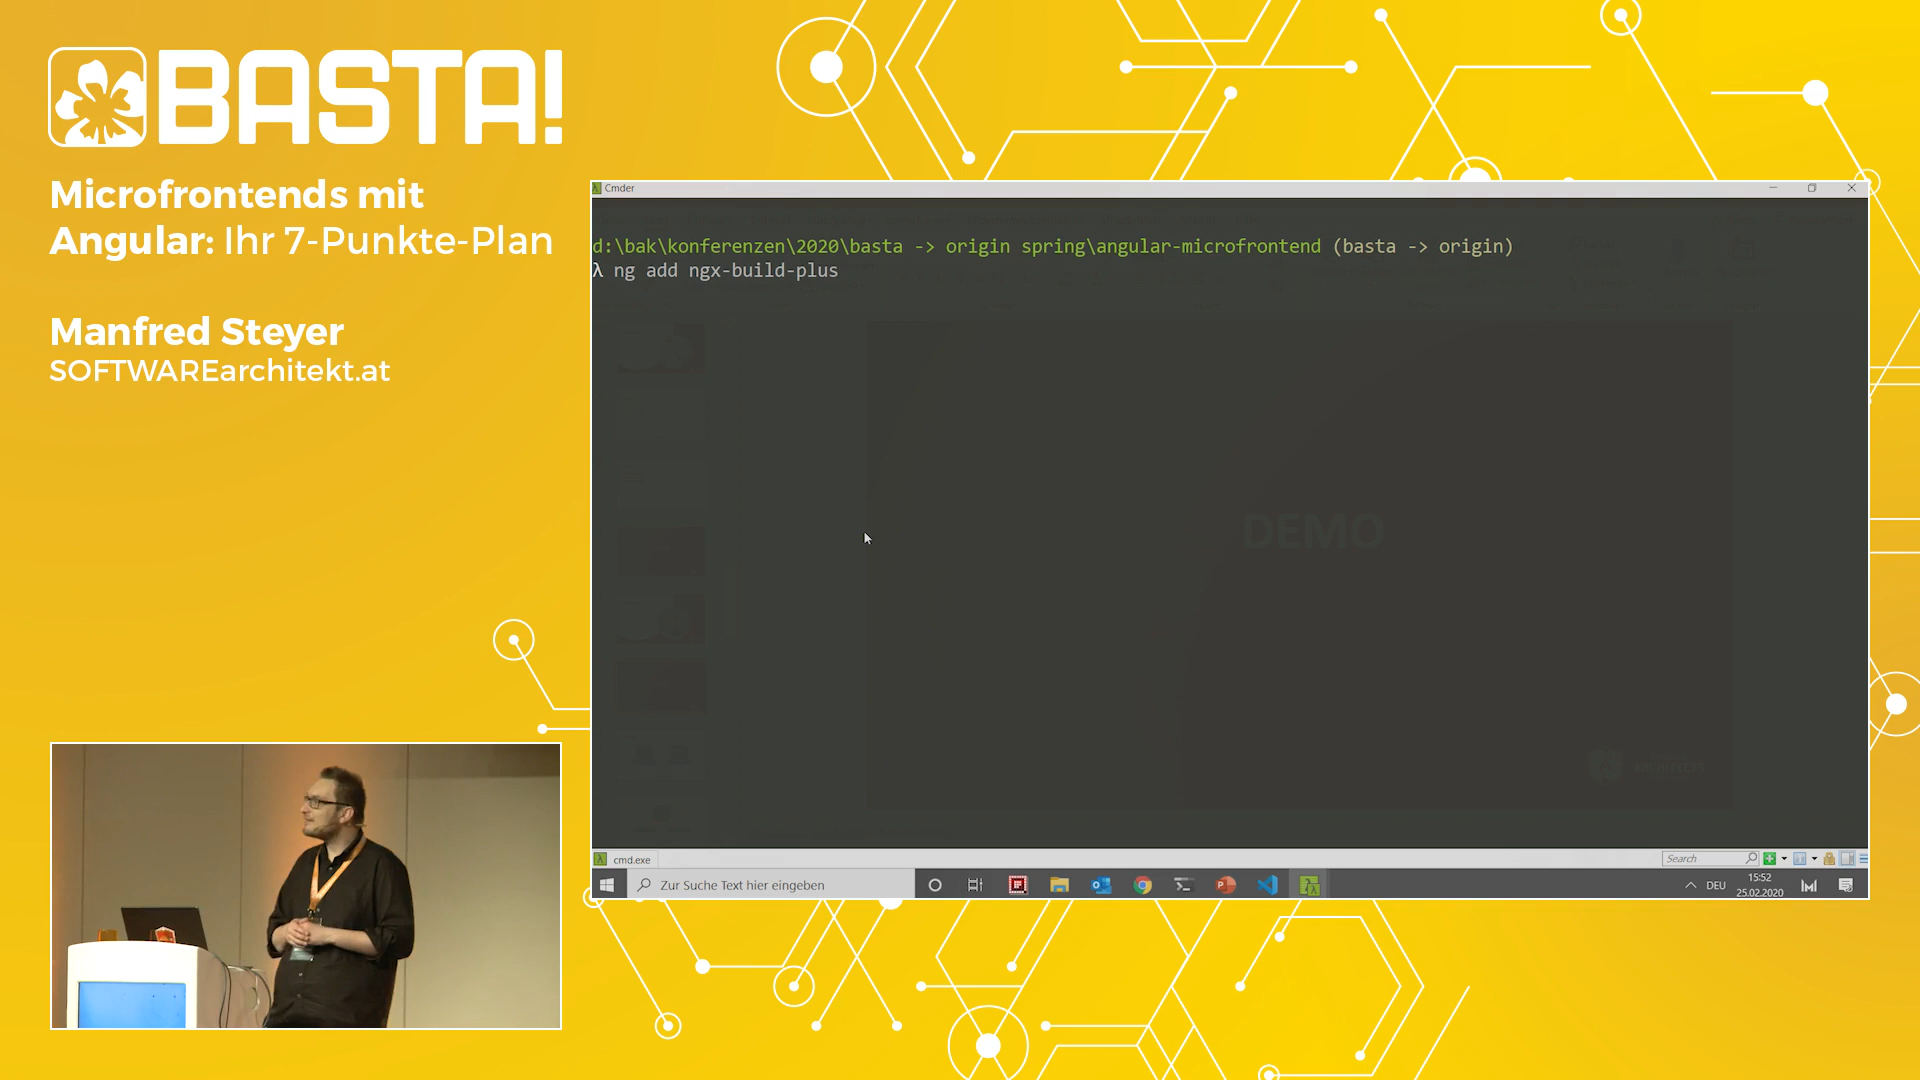 BASTA!
Microfrontends mit
Angular: Ihr 7-Punkte-Plan
Manfred Steyer
SOFTWAREarchitekt.at
Cmder
d:\bak\konferenzen\2020\basta -> origin spring\angular-microfrontend (basta -> origin)
λ ng add ngx-build-plus
DEMO
cmd.exe
Search
Zur Suche Text hier eingeben
DEU
15:52
25.02.2020